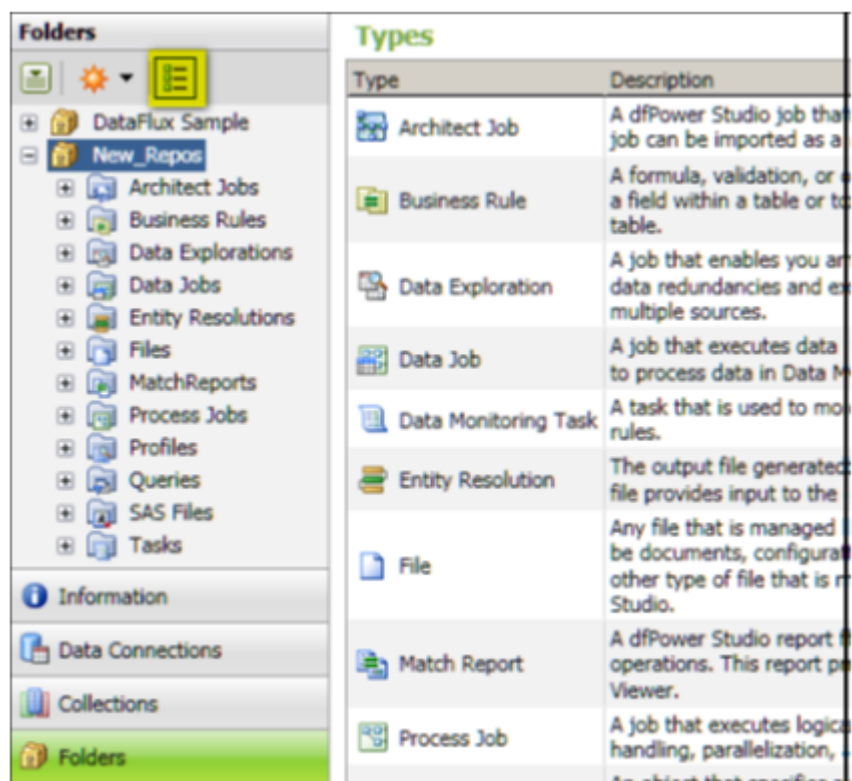 Folders
DataFlux Sample
New_Repos
Architect Jobs
Business Rules
Data Explorations
Data Jobs
Entity Resolutions
Files
MatchReports
Process Jobs
Profiles
Queries
SAS Files
Tasks
Information
Data Connections
Collections
Folders
Types
Type Description
Architect Job
A dfPower Studio job that
job can be imported as a
Business Rule
A formula, validation, or
a field within a table or to
table.
Data Exploration
A job that enables you
data redundancies and
multiple sources.
Data Job
A job that executes data
to process data in Data
Data Monitoring Task
A task that is used to
rules.
Entity Resolution
The output file generated
file provides input to the
File
Any file that is managed
be documents,
other type of file that is
Studio.
Match Report
A dfPower Studio report
operations. This report
Viewer.
Process Job
A job that executes
handling, parallelization,